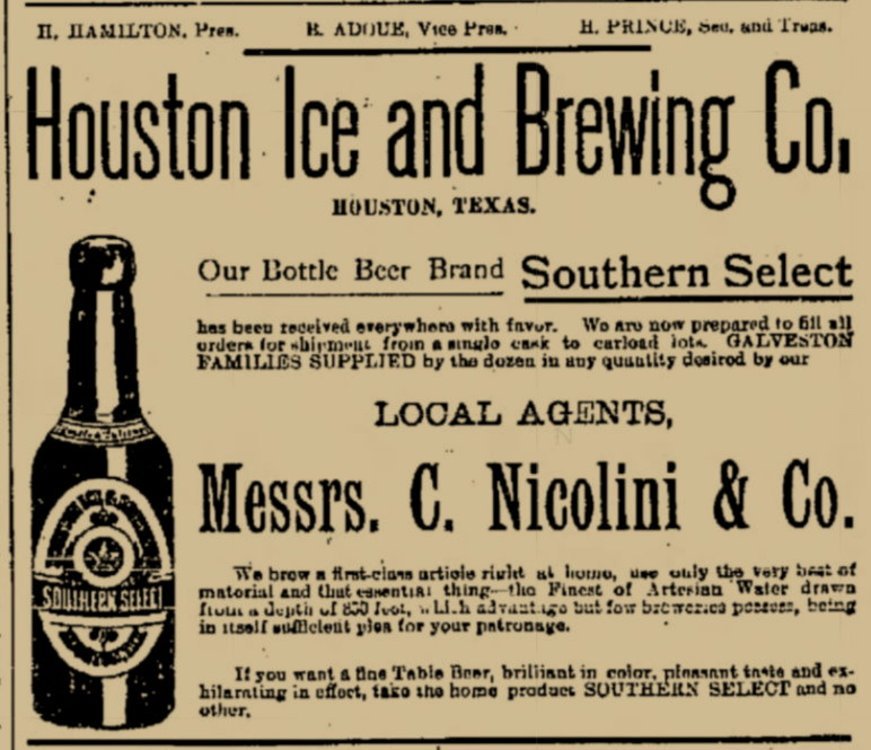 H. HAMILTON, Pres. B. ADOUE, Vice Pres. H. PRINCE, Sec. and Treas.
Houston Ice and Brewing Co.
HOUSTON, TEXAS.
Our Bottle Beer Brand Southern Select
has been received everywhere with favor. We are now prepared to fill all
orders for shipment from a single cask to carload lots. GALVESTON
FAMILIES SUPPLIED by the dozen in any quantity desired by our
LOCAL AGENTS,
Messrs. C. Nicolini & Co.
We brew a first-class article right at home, use only the very best of
material and that essential thing—the Finest of Artesian Water drawn
from a depth of 850 feet, which advantage but few breweries possess, being
in itself sufficient plea for your patronage.
If you want a fine Table Beer, brilliant in color, pleasant taste and ex-
hilarating in effect, take the home product SOUTHERN SELECT and no
other.
SOUTHERN SELECT